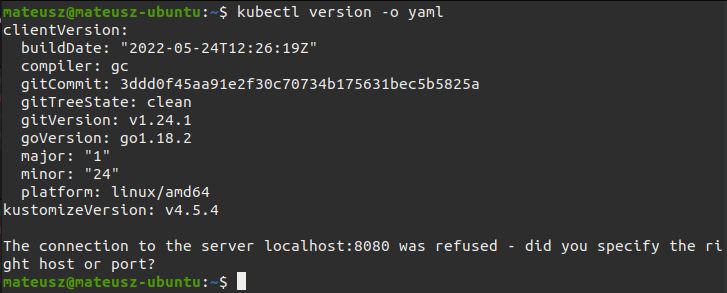 mateusz@mateusz-ubuntu:~$ kubectl version -o yaml
clientVersion:
  buildDate: "2022-05-24T12:26:19Z"
  compiler: gc
  gitCommit: 3ddd0f45aa91e2f30c70734b175631bec5b5825a
  gitTreeState: clean
  gitVersion: v1.24.1
  goVersion: go1.18.2
  major: "1"
  minor: "24"
  platform: linux/amd64
kustomizeVersion: v4.5.4

The connection to the server localhost:8080 was refused - did you specify the ri
ght host or port?
mateusz@mateusz-ubuntu:~$